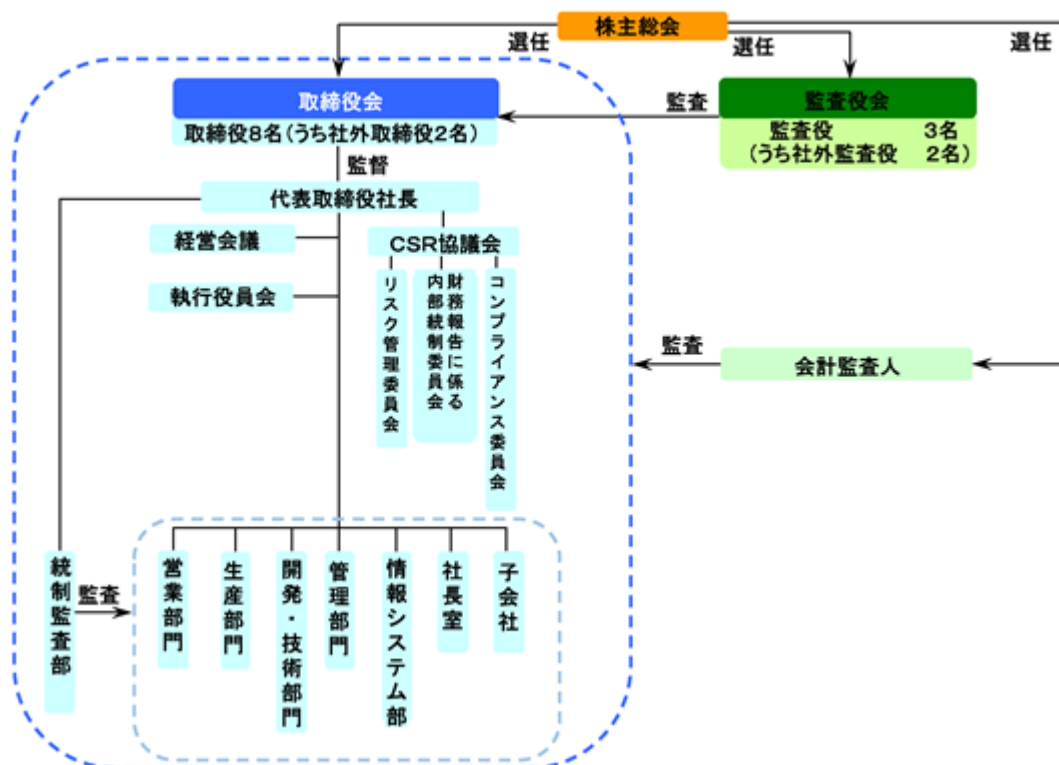 株主総会
選任
選任
選任
取締役会
取締役8名(うち社外取締役2名)
監査
監査役会
監査役 3名
(うち社外監査役 2名)
監督
代表取締役社長
経営会議
CSR協議会
執行役員会
リスク管理委員会
財務報告に係る
内部統制委員会
コンプライアンス委員会
監査
会計監査人
統制監査部
監査
営業部門
生産部門
開発・技術部門
管理部門
情報システム部
社長室
子会社